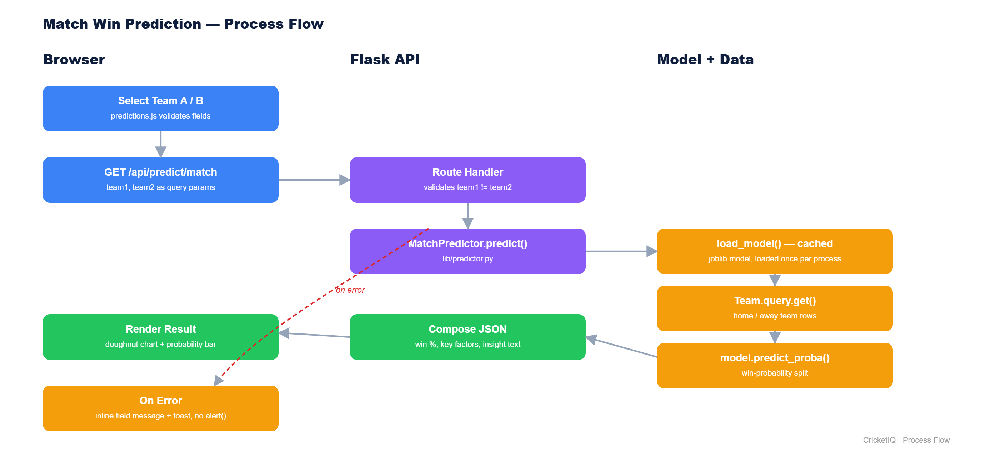 Match Win Prediction — Process Flow
Browser
Flask API
Model + Data
Select Team A / B
predictions.js validates fields
GET /api/predict/match
team1, team2 as query params
Route Handler
validates team1 != team2
MatchPredictor.predict()
lib/predictor.py
load_model() — cached
joblib model, loaded once per process
on error
Team.query.get()
home / away team rows
Render Result
doughnut chart + probability bar
Compose JSON
win %, key factors, insight text
model.predict_proba()
win-probability split
On Error
inline field message + toast, no alert()
CricketIQ · Process Flow